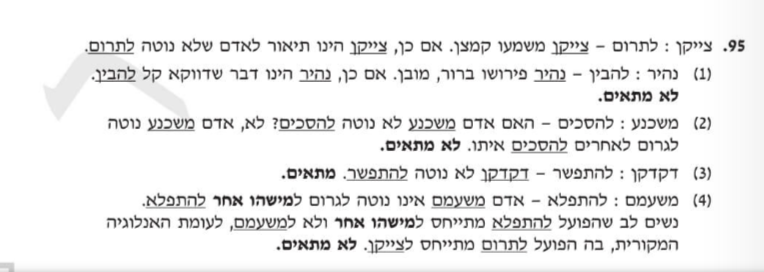 95. צייקן : לתרום – צייקן משמעו קמצן. אם כן, צייקן הינו תיאור לאדם שלא נוטה לתרום.
(1) נהיר : להבין – נהיר פירושו ברור, מובן. אם כן, נהיר הינו דבר שדווקא קל להבין.
לא מתאים.
(2) משכנע : להסכים – האם אדם משכנע לא נוטה להסכים? לא, אדם משכנע נוטה
לגרום לאחרים להסכים איתו. לא מתאים.
(3) דקדקן : להתפשר – דקדקן לא נוטה להתפשר. מתאים.
(4) משעמם : להתפלא – אדם משעמם אינו נוטה לגרום למישהו אחר להתפלא.
נשים לב שהפועל להתפלא מתייחס למישהו אחר ולא למשעמם, לעומת האנלוגיה
המקורית, בה הפועל לתרום מתייחס לצייקן. לא מתאים.